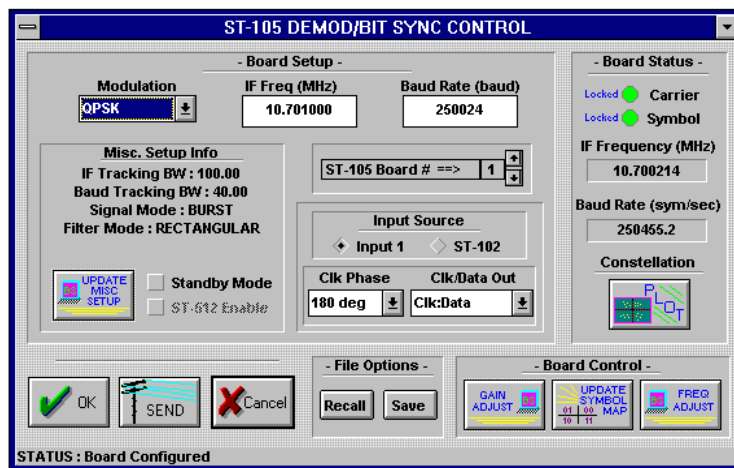 ST-105 DEMOD/BIT SYNC CONTROL
- Board Setup -
Modulation
QPSK
IF Freq (MHz)
10.701000
Baud Rate (baud)
250024
Misc. Setup Info
IF Tracking BW : 100.00
Baud Tracking BW : 40.00
Signal Mode : BURST
Filter Mode : RECTANGULAR
UPDATE
MISC
SETUP
Standby Mode
ST-612 Enable
ST-105 Board # ==> 1
Input Source
Input 1
ST-102
Clk Phase
180 deg
Clk/Data Out
Clk:Data
- Board Status -
Locked Carrier
Locked Symbol
IF Frequency (MHz)
10.700214
Baud Rate (sym/sec)
250455.2
Constellation
PLOT
OK
SEND
Cancel
- File Options -
Recall
Save
- Board Control -
GAIN
ADJUST
UPDATE
SYMBOL
MAP
01 00
10 11
FREQ
ADJUST
STATUS : Board Configured